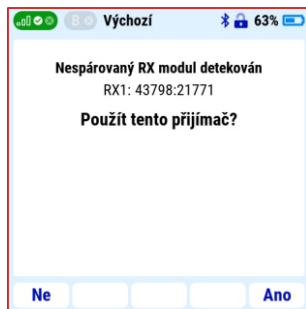 B Výchozí 63%
Nespárovaný RX modul detekován
RX1: 43798:21771
Použít tento přijímač?
Ne Ano